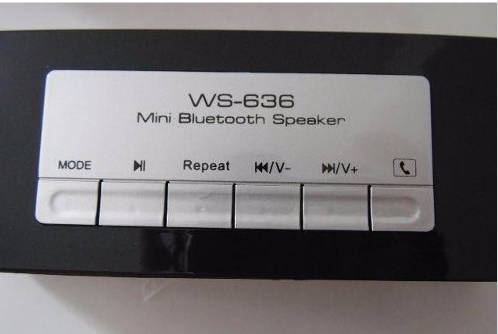 WS-636
Mini Bluetooth Speaker
MODE ⏯ Repeat ⏮/V- ⏭/V+